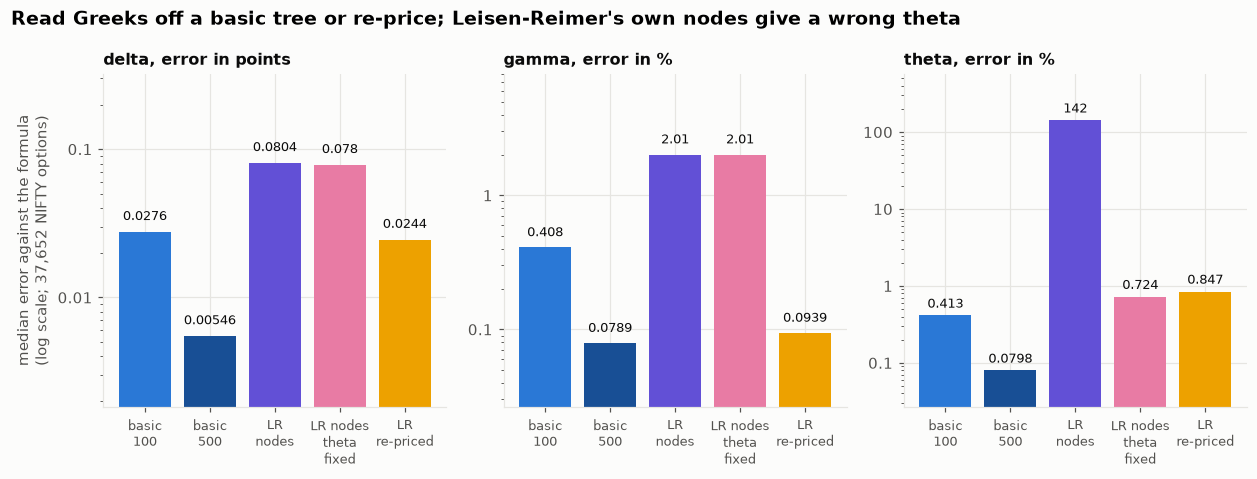 Read Greeks off a basic tree or re-price; Leisen-Reimer's own nodes give a wrong theta
median error against the formula
(log scale; 37,652 NIFTY options)
delta, error in points
0.1
0.01
0.0276
0.00546
0.0804
0.078
0.0244
basic
100
basic
500
LR
nodes
LR nodes
theta
fixed
LR
re-priced
gamma, error in %
1
0.1
0.408
0.0789
2.01
2.01
0.0939
basic
100
basic
500
LR
nodes
LR nodes
theta
fixed
LR
re-priced
theta, error in %
100
10
1
0.1
0.413
0.0798
142
0.724
0.847
basic
100
basic
500
LR
nodes
LR nodes
theta
fixed
LR
re-priced